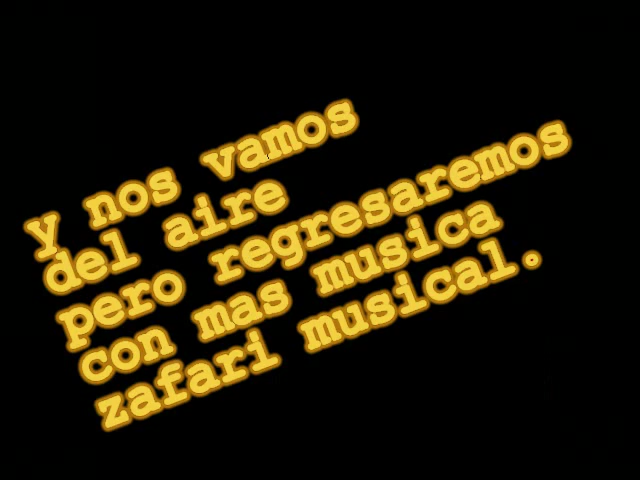 Y nos vamos
del aire
pero regresaremos
con mas musica
zafari musical.